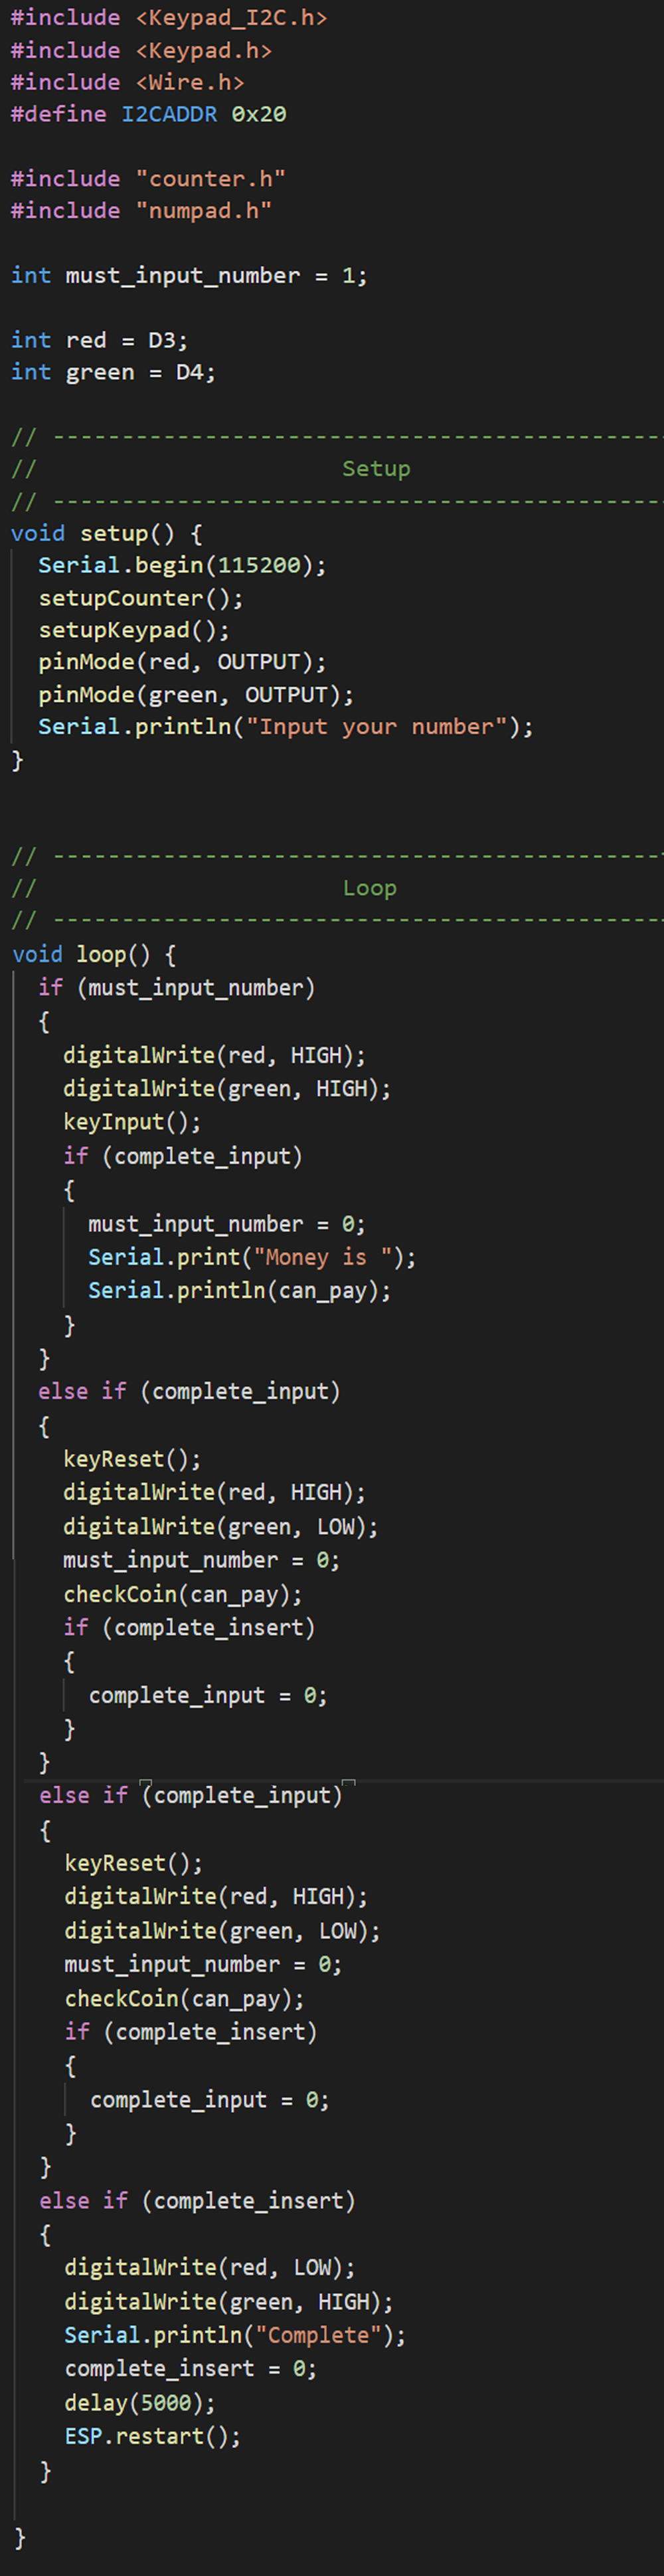 #include <Keypad_I2C.h>
#include <Keypad.h>
#include <Wire.h>
#define I2CADDR 0x20

#include "counter.h"
#include "numpad.h"

int must_input_number = 1;

int red = D3;
int green = D4;

// ---------------------------------------------
//                      Setup
// ---------------------------------------------
void setup() {
  Serial.begin(115200);
  setupCounter();
  setupKeypad();
  pinMode(red, OUTPUT);
  pinMode(green, OUTPUT);
  Serial.println("Input your number");
}

// ---------------------------------------------
//                      Loop
// ---------------------------------------------
void loop() {
  if (must_input_number)
  {
    digitalWrite(red, HIGH);
    digitalWrite(green, HIGH);
    keyInput();
    if (complete_input)
    {
      must_input_number = 0;
      Serial.print("Money is ");
      Serial.println(can_pay);
    }
  }
  else if (complete_input)
  {
    keyReset();
    digitalWrite(red, HIGH);
    digitalWrite(green, LOW);
    must_input_number = 0;
    checkCoin(can_pay);
    if (complete_insert)
    {
      complete_input = 0;
    }
  }
  else if (complete_input)
  {
    keyReset();
    digitalWrite(red, HIGH);
    digitalWrite(green, LOW);
    must_input_number = 0;
    checkCoin(can_pay);
    if (complete_insert)
    {
      complete_input = 0;
    }
  }
  else if (complete_insert)
  {
    digitalWrite(red, LOW);
    digitalWrite(green, HIGH);
    Serial.println("Complete");
    complete_insert = 0;
    delay(5000);
    ESP.restart();
  }

}